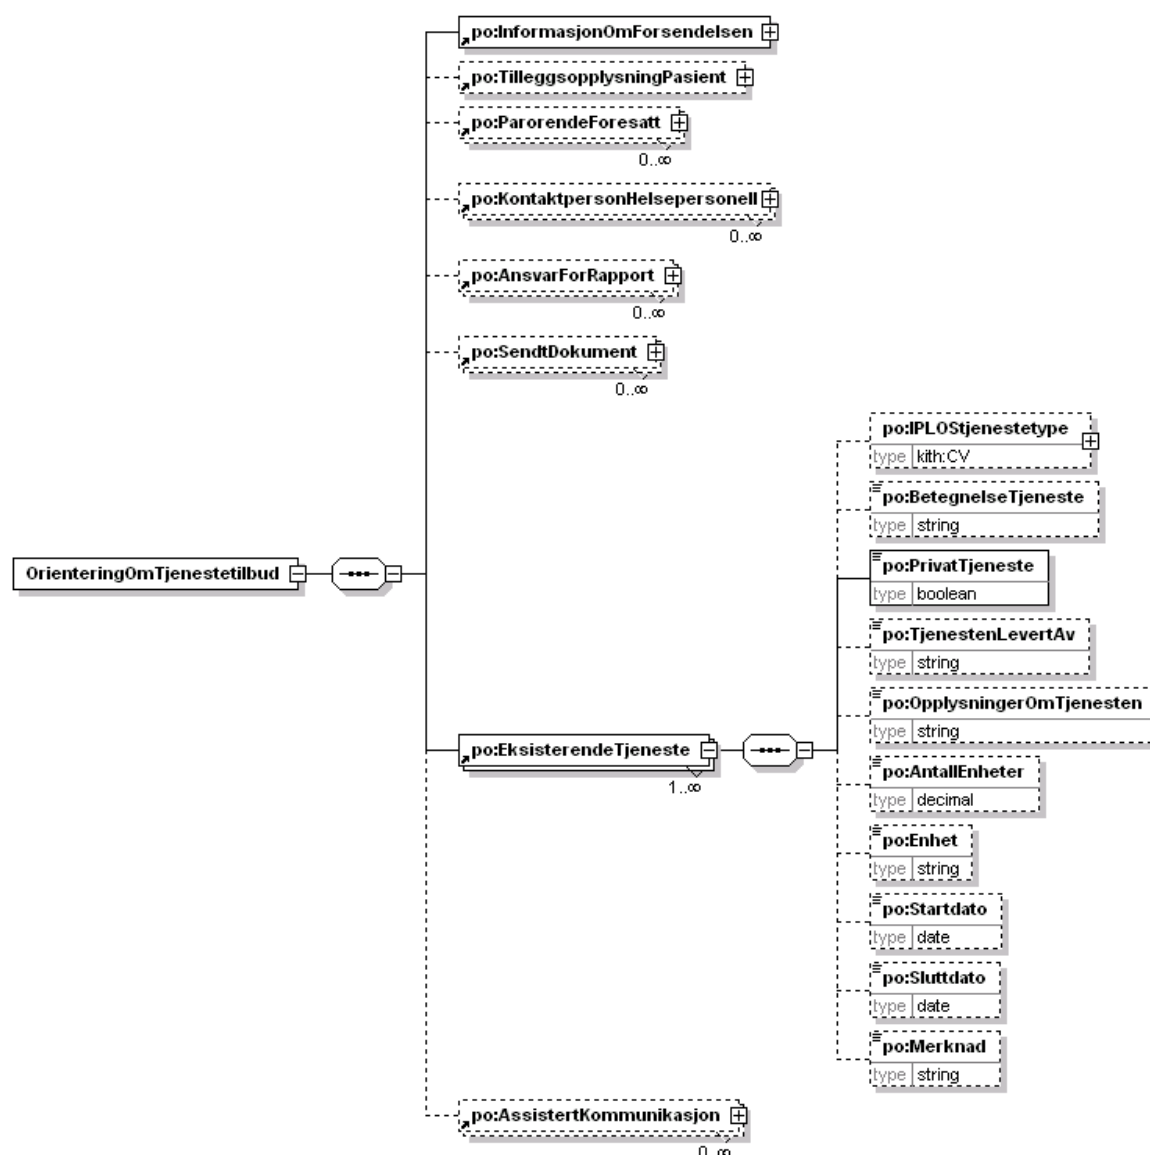 po:InformasjonOmForsendelsen
po:TilleggsopplysningPasient
po:ParorendeForesatt
0..∞
po:KontaktpersonHelsepersonell
0..∞
po:AnsvarForRapport
0..∞
po:SendtDokument
0..∞
po:IPLOStjenestetype
type kith:CV
po:BetegnelseTjeneste
type string
OrienteringOmTjenestetilbud
po:PrivatTjeneste
type boolean
po:TjenestenLevertAv
type string
po:OpplysningerOmTjenesten
type string
po:EksisterendeTjeneste
1..∞
po:AntallEnheter
type decimal
po:Enhet
type string
po:Startdato
type date
po:Sluttdato
type date
po:Merknad
type string
po:AssistertKommunikasjon
0..∞